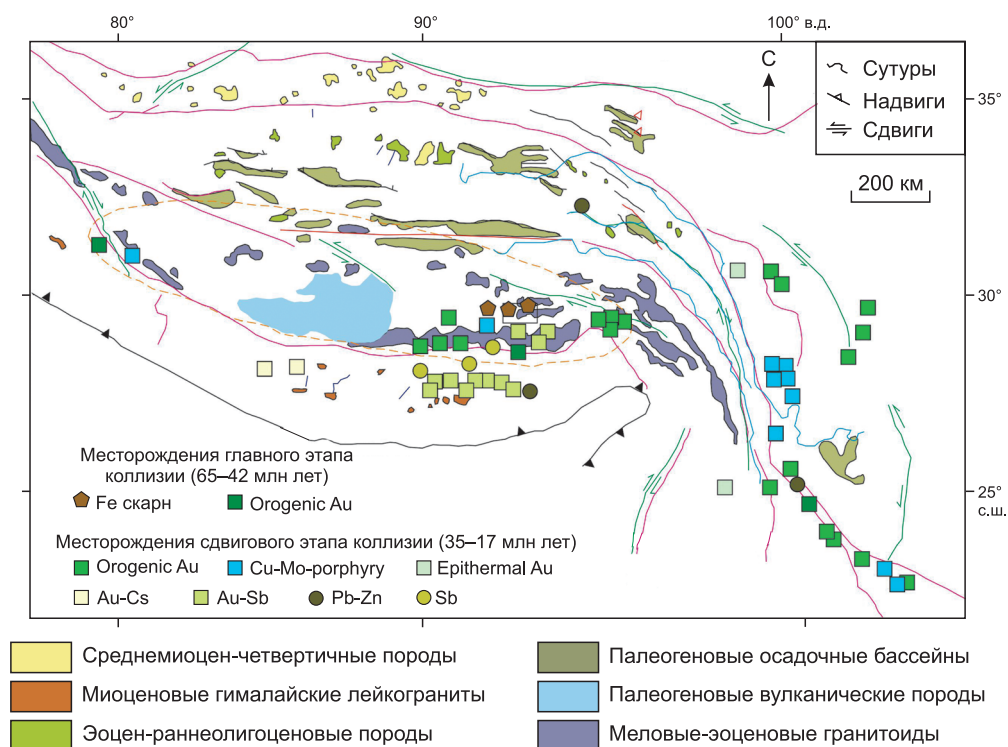 80°
90°
100° в.д.
С
Сутуры
Надвиги
Сдвиги
35°
200 км
30°
25°
с.ш.
Месторождения главного этапа
коллизии (65–42 млн лет)
Fe скарн
Orogenic Au
Месторождения сдвигового этапа коллизии (35–17 млн лет)
Orogenic Au
Cu-Mo-porphyry
Epithermal Au
Au-Cs
Au-Sb
Pb-Zn
Sb
Среднемиоцен-четвертичные породы
Миоценовые гималайские лейкограниты
Эоцен-раннеолигоценовые породы
Палеогеновые осадочные бассейны
Палеогеновые вулканические породы
Меловые-эоценовые гранитоиды